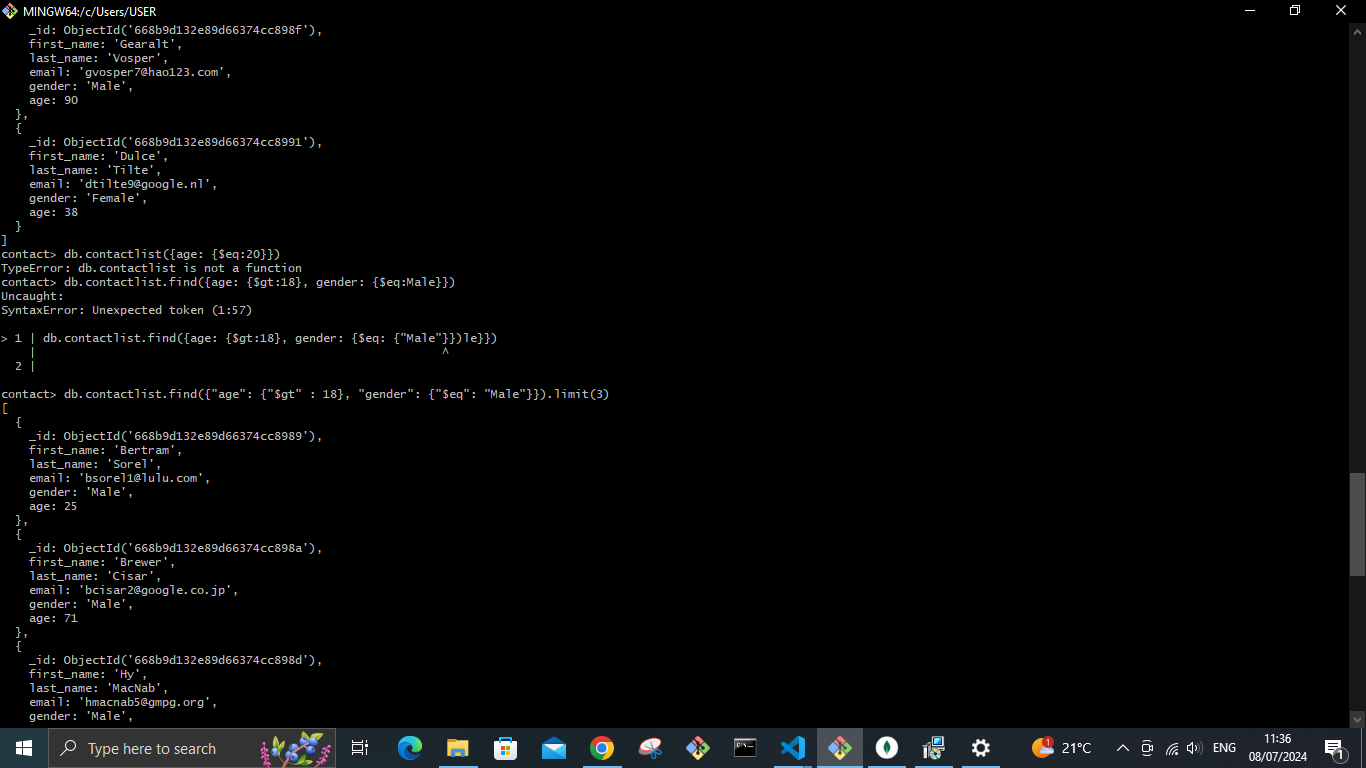 MINGW64:/c/Users/USER
    _id: ObjectId('668b9d132e89d66374cc898f'),
    first_name: 'Gearalt',
    last_name: 'Vosper',
    email: 'gvosper7@hao123.com',
    gender: 'Male',
    age: 90
  },
  {
    _id: ObjectId('668b9d132e89d66374cc8991'),
    first_name: 'Dulce',
    last_name: 'Tilte',
    email: 'dtilte9@google.nl',
    gender: 'Female',
    age: 38
  }
]
contact> db.contactlist({age: {$eq:20}})
TypeError: db.contactlist is not a function
contact> db.contactlist.find({age: {$gt:18}, gender: {$eq:Male}})
Uncaught:
SyntaxError: Unexpected token (1:57)
> 1 | db.contactlist.find({age: {$gt:18}, gender: {$eq: {"Male"}})le}})
    |                                                          ^
  2 |
contact> db.contactlist.find({"age": {"$gt" : 18}, "gender": {"$eq": "Male"}}).limit(3)
[
  {
    _id: ObjectId('668b9d132e89d66374cc8989'),
    first_name: 'Bertram',
    last_name: 'Sorel',
    email: 'bsorel1@lulu.com',
    gender: 'Male',
    age: 25
  },
  {
    _id: ObjectId('668b9d132e89d66374cc898a'),
    first_name: 'Brewer',
    last_name: 'Cisar',
    email: 'bcisar2@google.co.jp',
    gender: 'Male',
    age: 71
  },
  {
    _id: ObjectId('668b9d132e89d66374cc898d'),
    first_name: 'Hy',
    last_name: 'MacNab',
    email: 'hmacnab5@gmpg.org',
    gender: 'Male',
Type here to search
1
21°C
ENG
11:36
08/07/2024
1